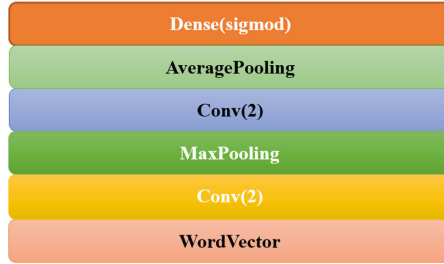 Dense(sigmod)
AveragePooling
Conv(2)
MaxPooling
Conv(2)
WordVector